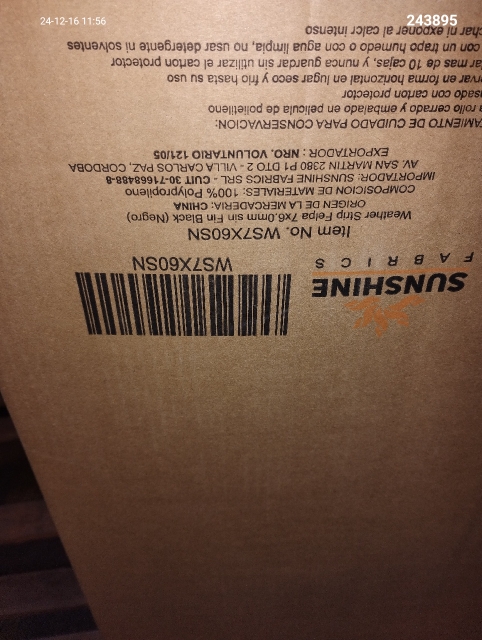 24-12-16 11:56
243895
SUNSHINE
FABRICS
WS7X60SN
Item No. WS7X60SN
Weather Strip Felpa 7x6.0mm sin Fin Black (Negro)
ORIGEN DE LA MERCADERIA: CHINA
COMPOSICION DE MATERIALES: 100% Polypropileno
IMPORTADOR: SUNSHINE FABRICS SRL - CUIT 30-71668488-8
AV. SAN MARTIN 2380 P1 DTO 2 - VILLA CARLOS PAZ, CORDOBA
EXPORTADOR: NRO. VOLUNTARIO 121/05
DE CUIDADO PARA CONSERVACION:
rollo cerrado y embalado en pelicula de polietileno
con carton protector
en forma horizontal en lugar seco y frio hasta su uso
mas de 10 cajas, y nunca guardar sin utilizar el carton protector
con un trapo humedo o con agua limpia, no usar detergente ni solventes
ni exponer al calor intenso